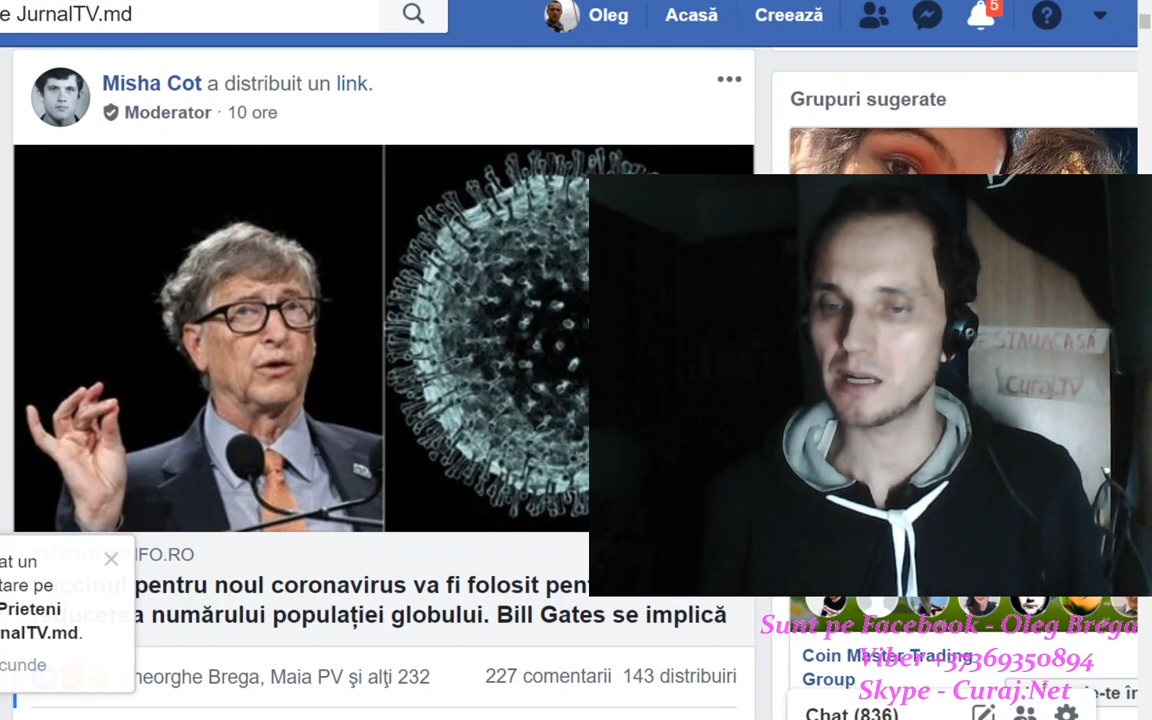 e JurnalTV.md
Oleg
Acasă
Creează
5
Misha Cot a distribuit un link.
Moderator · 10 ore
Grupuri sugerate
ESTAUACASĂ
Curaj.TV
FO.RO
pentru noul coronavirus va fi folosit
reducerea numărului populației globului. Bill Gates se implică
at un
tare pe
Prieteni
nalTV.md.
cunde
Gheorghe Brega, Maia PV și alți 232
227 comentarii 143 distribuiri
Sunt pe Facebook - Oleg Brega
Coin Master Trading
Group
Viber +37369350894
Skype - Curaj.Net
Chat (836)